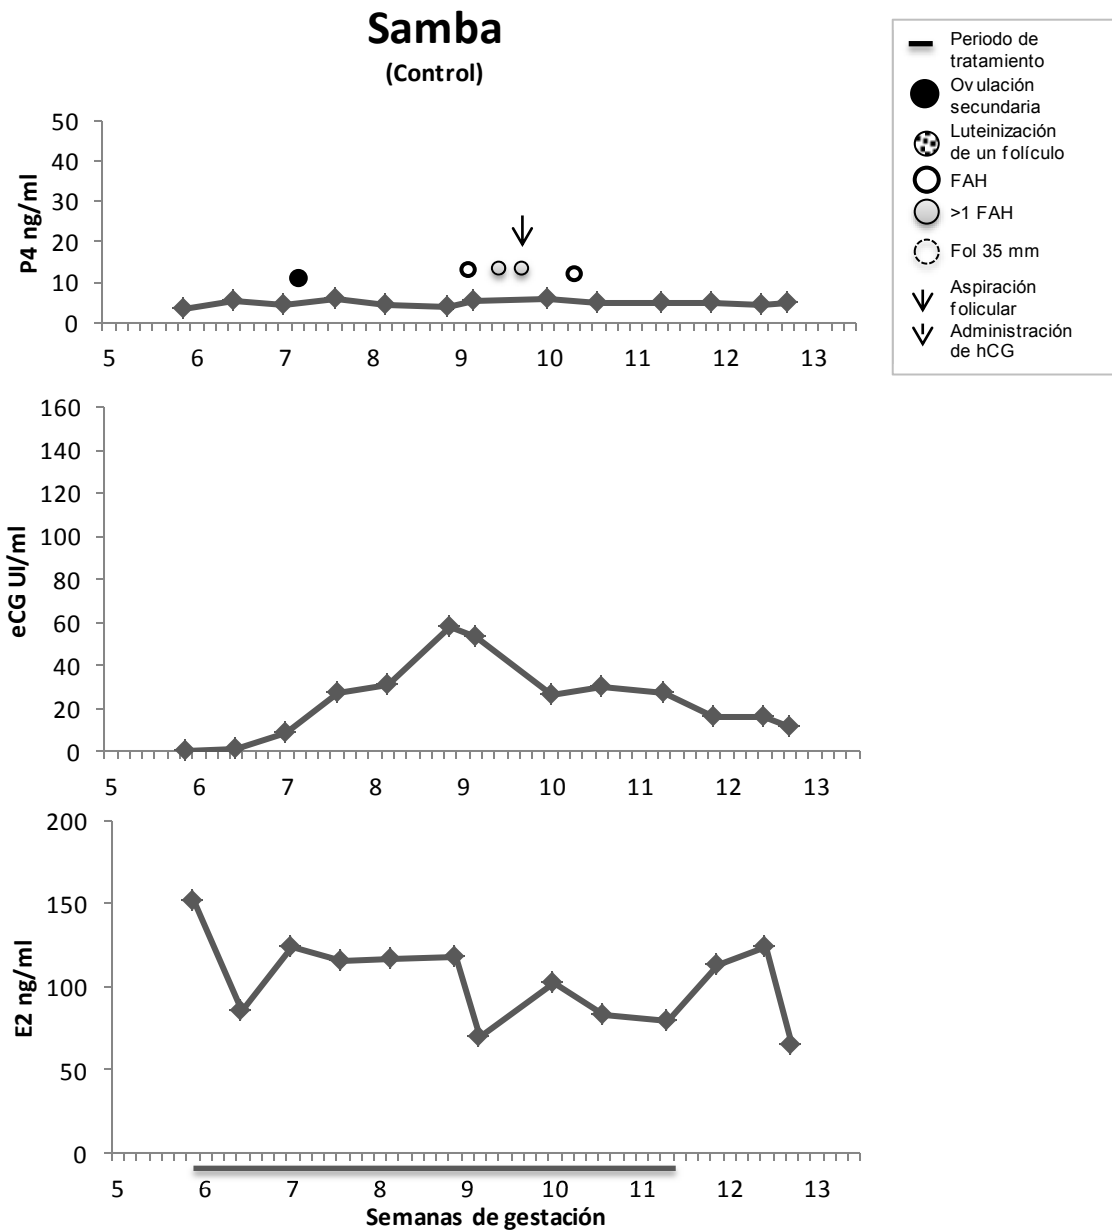 Samba
(Control)
Periodo de
tratamiento
Ovulación
secundaria
Luteinización
de un folículo
FAH
>1 FAH
Fol 35 mm
Aspiración
folicular
Administración
de hCG
P4 ng/ml
50
40
30
20
10
0
5 6 7 8 9 10 11 12 13
eCG UI/ml
160
140
120
100
80
60
40
20
0
5 6 7 8 9 10 11 12 13
E2 ng/ml
200
150
100
50
0
5 6 7 8 9 10 11 12 13
Semanas de gestación